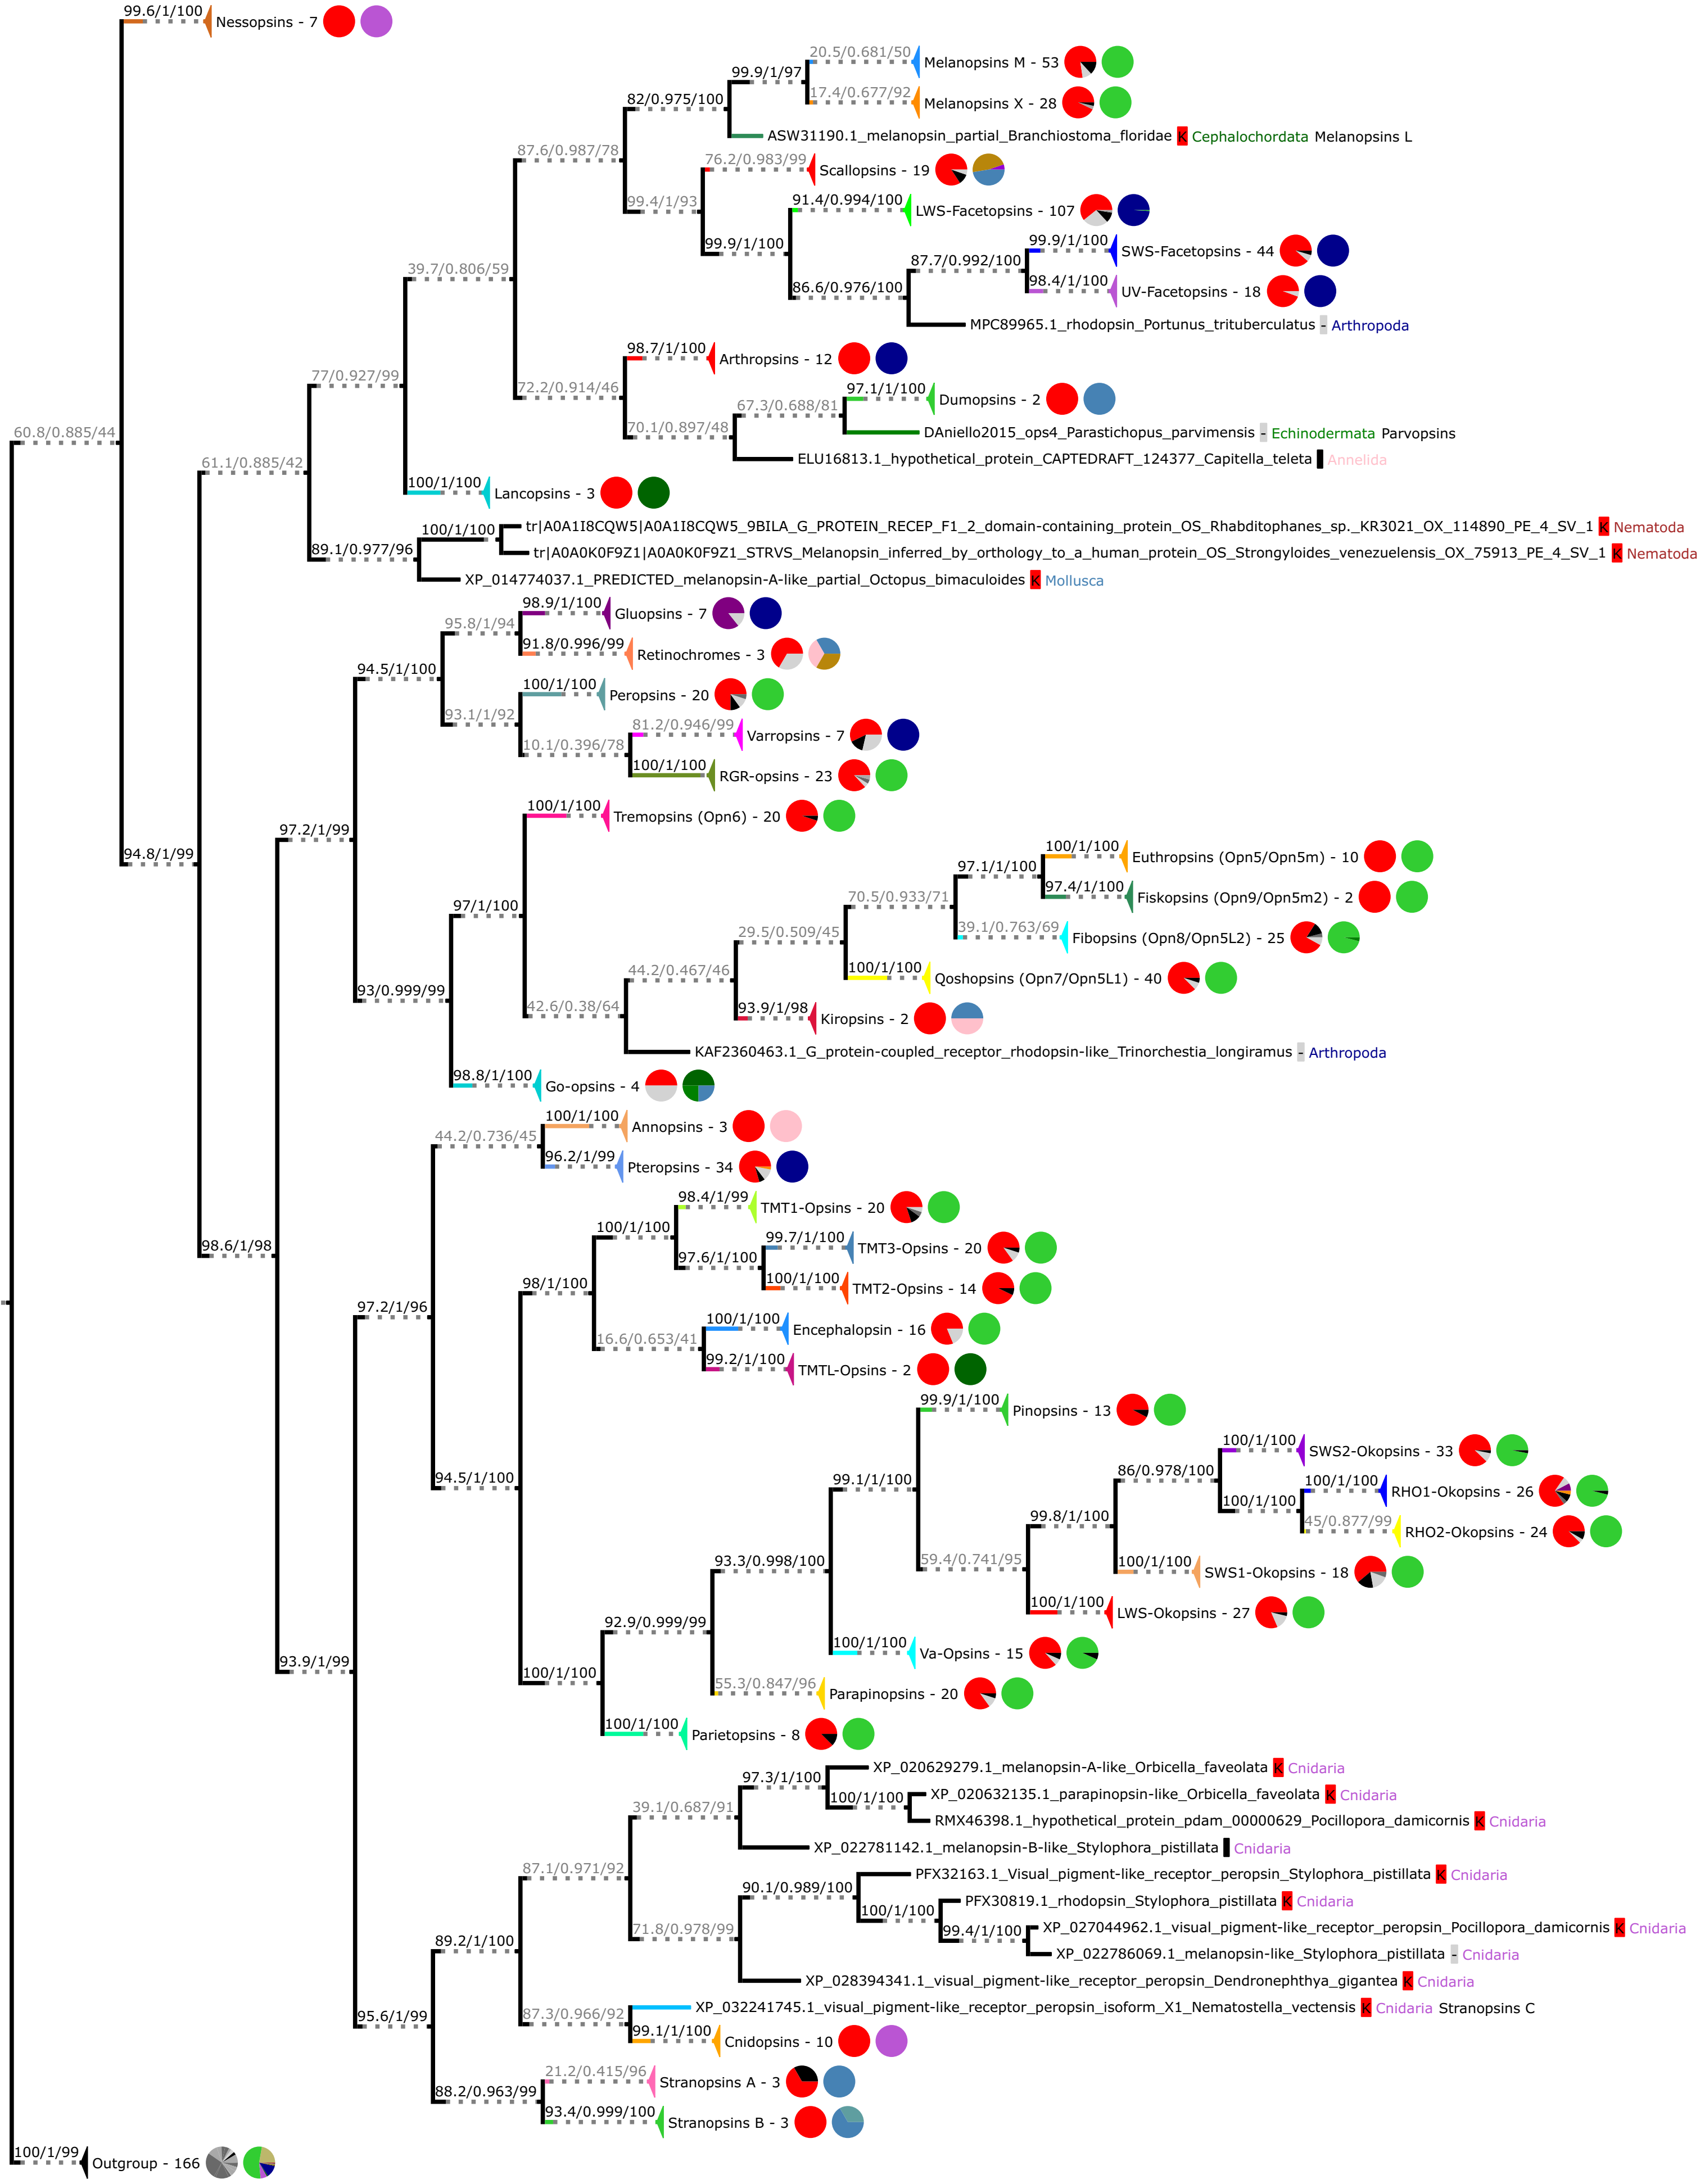 99.6/1/100
Nessopsins - 7
20.5/0.681/50
Melanopsins M - 53
99.9/1/97
17.4/0.677/92
Melanopsins X - 28
82/0.975/100
ASW31190.1_melanopsin_partial_Branchiostoma_floridae K Cephalochordata Melanopsins L
87.6/0.987/78
76.2/0.983/99
Scallopsins - 19
99.4/1/93
91.4/0.994/100
LWS-Facetopsins - 107
99.9/1/100
99.9/1/100
SWS-Facetopsins - 44
87.7/0.992/100
98.4/1/100
UV-Facetopsins - 18
86.6/0.976/100
MPC89965.1_rhodopsin_Portunus_trituberculatus - Arthropoda
39.7/0.806/59
98.7/1/100
Arthropsins - 12
77/0.927/99
72.2/0.914/46
97.1/1/100
Dumopsins - 2
67.3/0.688/81
DAniello2015_ops4_Parastichopus_parvimensis - Echinodermata Parvopsins
70.1/0.897/48
ELU16813.1_hypothetical_protein_CAPTEDRAFT_124377_Capitella_teleta Annelida
60.8/0.885/44
61.1/0.885/42
100/1/100
Lancopsins - 3
tr|A0A1I8CQW5|A0A1I8CQW5_9BILA_G_PROTEIN_RECEP_F1_2_domain-containing_protein_OS_Rhabditophanes_sp._KR3021_OX_114890_PE_4_SV_1 K Nematoda
100/1/100
tr|A0A0K0F9Z1|A0A0K0F9Z1_STRVS_Melanopsin_inferred_by_orthology_to_a_human_protein_OS_Strongyloides_venezuelensis_OX_75913_PE_4_SV_1 K Nematoda
89.1/0.977/96
XP_014774037.1_PREDICTED_melanopsin-A-like_partial_Octopus_bimaculoides K Mollusca
98.9/1/100
Gluopsins - 7
95.8/1/94
91.8/0.996/99
Retinochromes - 3
94.5/1/100
100/1/100
Peropsins - 20
93.1/1/92
81.2/0.946/99
Varropsins - 7
10.1/0.396/78
100/1/100
RGR-opsins - 23
97.2/1/99
100/1/100
Tremopsins (Opn6) - 20
94.8/1/99
100/1/100
Euthropsins (Opn5/Opn5m) - 10
97.1/1/100
97.4/1/100
Fiskopsins (Opn9/Opn5m2) - 2
70.5/0.933/71
39.1/0.763/69
Fibopsins (Opn8/Opn5L2) - 25
97/1/100
29.5/0.509/45
100/1/100
Qoshopsins (Opn7/Opn5L1) - 40
44.2/0.467/46
93.9/1/98
Kiropsins - 2
93/0.999/99
42.6/0.38/64
KAF2360463.1_G_protein-coupled_receptor_rhodopsin-like_Trinorchestia_longiramus - Arthropoda
98.8/1/100
Go-opsins - 4
100/1/100
Annopsins - 3
44.2/0.736/45
96.2/1/99
Pteropsins - 34
98.4/1/99
TMT1-Opsins - 20
100/1/100
99.7/1/100
TMT3-Opsins - 20
98.6/1/98
97.6/1/100
100/1/100
TMT2-Opsins - 14
98/1/100
97.2/1/96
100/1/100
Encephalopsin - 16
16.6/0.653/41
99.2/1/100
TMTL-Opsins - 2
99.9/1/100
Pinopsins - 13
100/1/100
SWS2-Okopsins - 33
94.5/1/100
99.1/1/100
86/0.978/100
100/1/100
RHO1-Okopsins - 26
100/1/100
45/0.877/99
RHO2-Okopsins - 24
99.8/1/100
93.3/0.998/100
59.4/0.741/95
100/1/100
SWS1-Okopsins - 18
100/1/100
LWS-Okopsins - 27
92.9/0.999/99
100/1/100
Va-Opsins - 15
93.9/1/99
100/1/100
55.3/0.847/96
Parapinopsins - 20
100/1/100
Parietopsins - 8
XP_020629279.1_melanopsin-A-like_Orbicella_faveolata K Cnidaria
97.3/1/100
XP_020632135.1_parapinopsin-like_Orbicella_faveolata K Cnidaria
100/1/100
RMX46398.1_hypothetical_protein_pdam_00000629_Pocillopora_damicornis K Cnidaria
39.1/0.687/91
XP_022781142.1_melanopsin-B-like_Stylophora_pistillata Cnidaria
87.1/0.971/92
PFX32163.1_Visual_pigment-like_receptor_peropsin_Stylophora_pistillata K Cnidaria
90.1/0.989/100
PFX30819.1_rhodopsin_Stylophora_pistillata K Cnidaria
100/1/100
XP_027044962.1_visual_pigment-like_receptor_peropsin_Pocillopora_damicornis K Cnidaria
99.4/1/100
71.8/0.978/99
XP_022786069.1_melanopsin-like_Stylophora_pistillata - Cnidaria
89.2/1/100
XP_028394341.1_visual_pigment-like_receptor_peropsin_Dendronephthya_gigantea K Cnidaria
XP_032241745.1_visual_pigment-like_receptor_peropsin_isoform_X1_Nematostella_vectensis K Cnidaria Stranopsins C
95.6/1/99
87.3/0.966/92
99.1/1/100
Cnidopsins - 10
21.2/0.415/96
Stranopsins A - 3
88.2/0.963/99
93.4/0.999/100
Stranopsins B - 3
100/1/99
Outgroup - 166